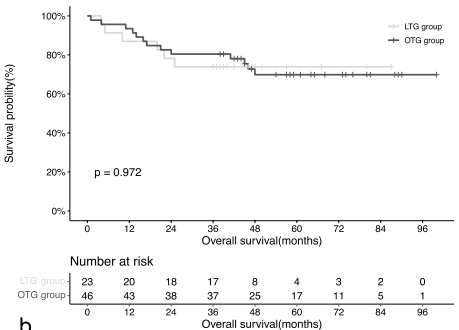 100%
80%
60%
40%
20%
0%
Survival probility(%)
LTG group
OTG group
p = 0.972
0 12 24 36 48 60 72 84 96
Overall survival(months)
Number at risk
LTG group 23 20 18 17 8 4 3 2 0
OTG group 46 43 38 37 25 17 11 5 1
0 12 24 36 48 60 72 84 96
Overall survival(months)
b